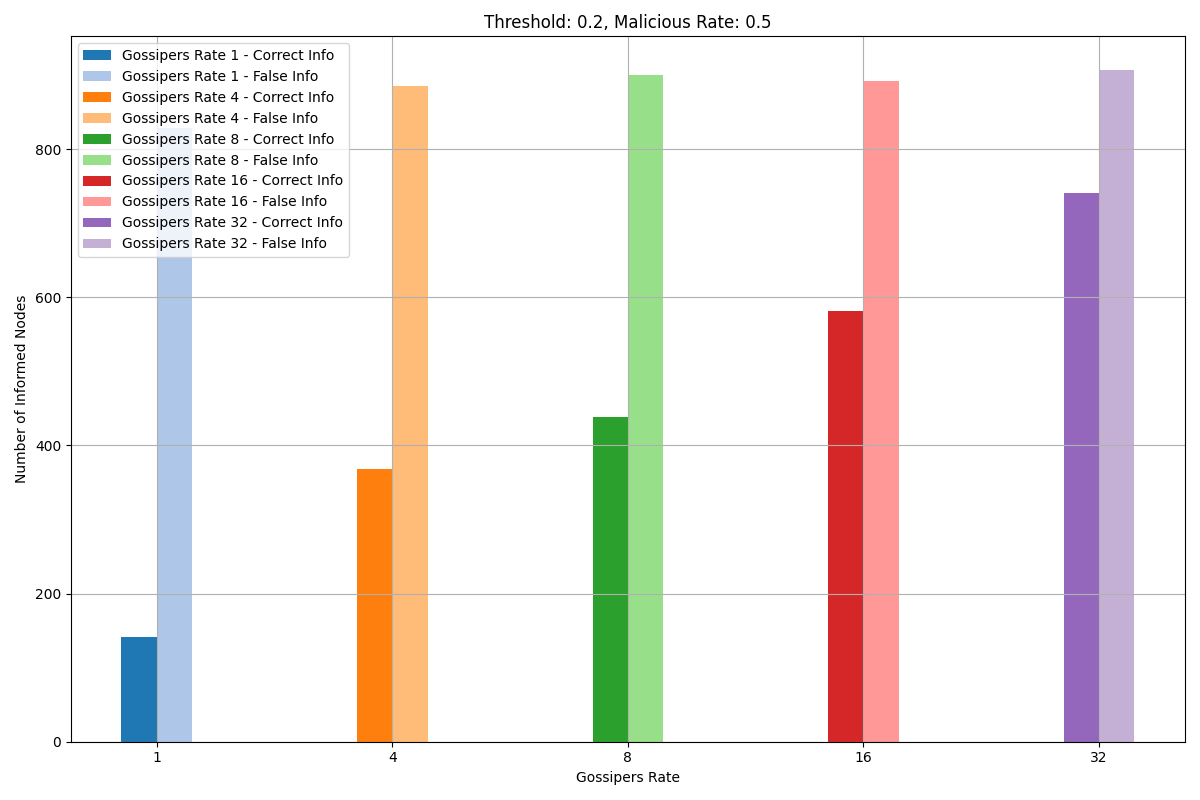 Threshold: 0.2, Malicious Rate: 0.5
Gossipers Rate 1 - Correct Info
Gossipers Rate 1 - False Info
Gossipers Rate 4 - Correct Info
Gossipers Rate 4 - False Info
Gossipers Rate 8 - Correct Info
Gossipers Rate 8 - False Info
Gossipers Rate 16 - Correct Info
Gossipers Rate 16 - False Info
Gossipers Rate 32 - Correct Info
Gossipers Rate 32 - False Info
Number of Informed Nodes
800
600
400
200
0
1 4 8 16 32
Gossipers Rate